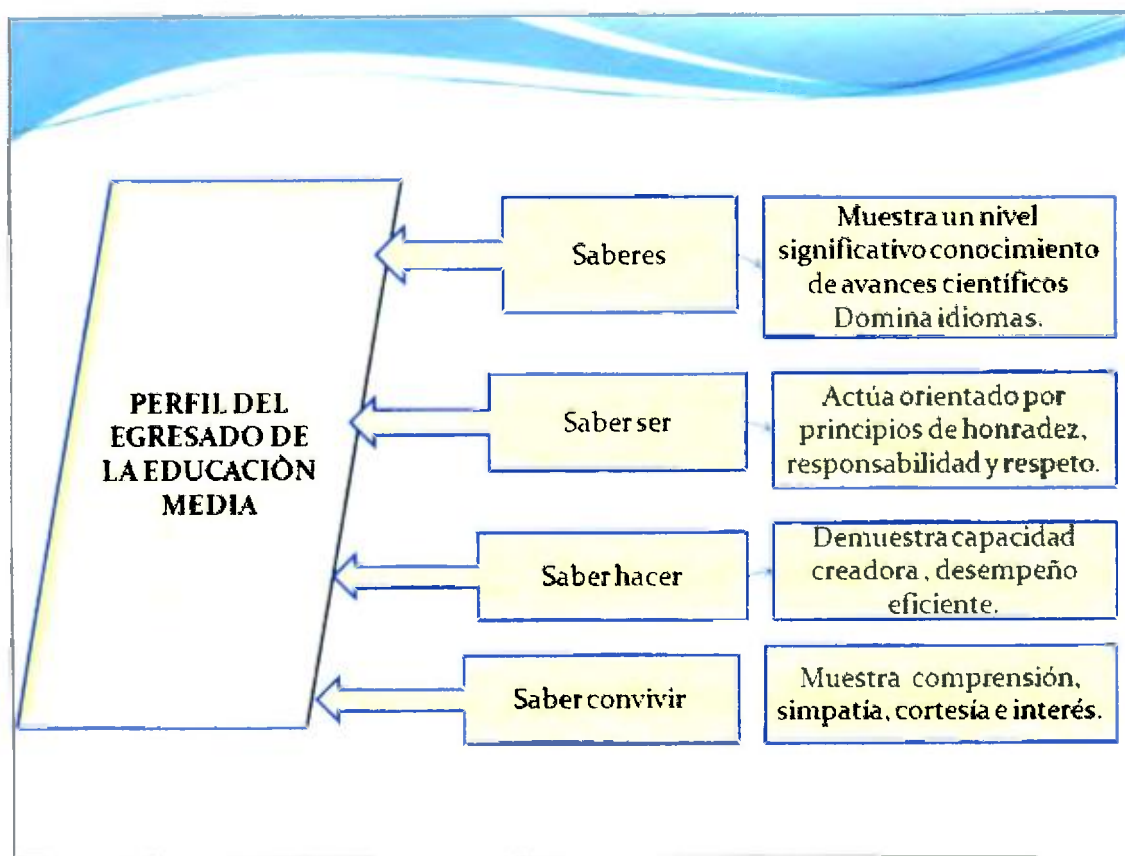 PERFIL DEL
EGRESADO DE
LA EDUCACIÒN
MEDIA
Saberes
Muestra un nivel
significativo conocimiento
de avances científicos
Domina idiomas.
Saber ser
Actúa orientado por
principios de honradez,
responsabilidad y respeto.
Saber hacer
Demuestra capacidad
creadora , desempeño
eficiente.
Saber convivir
Muestra comprensión,
simpatía, cortesía e interés.